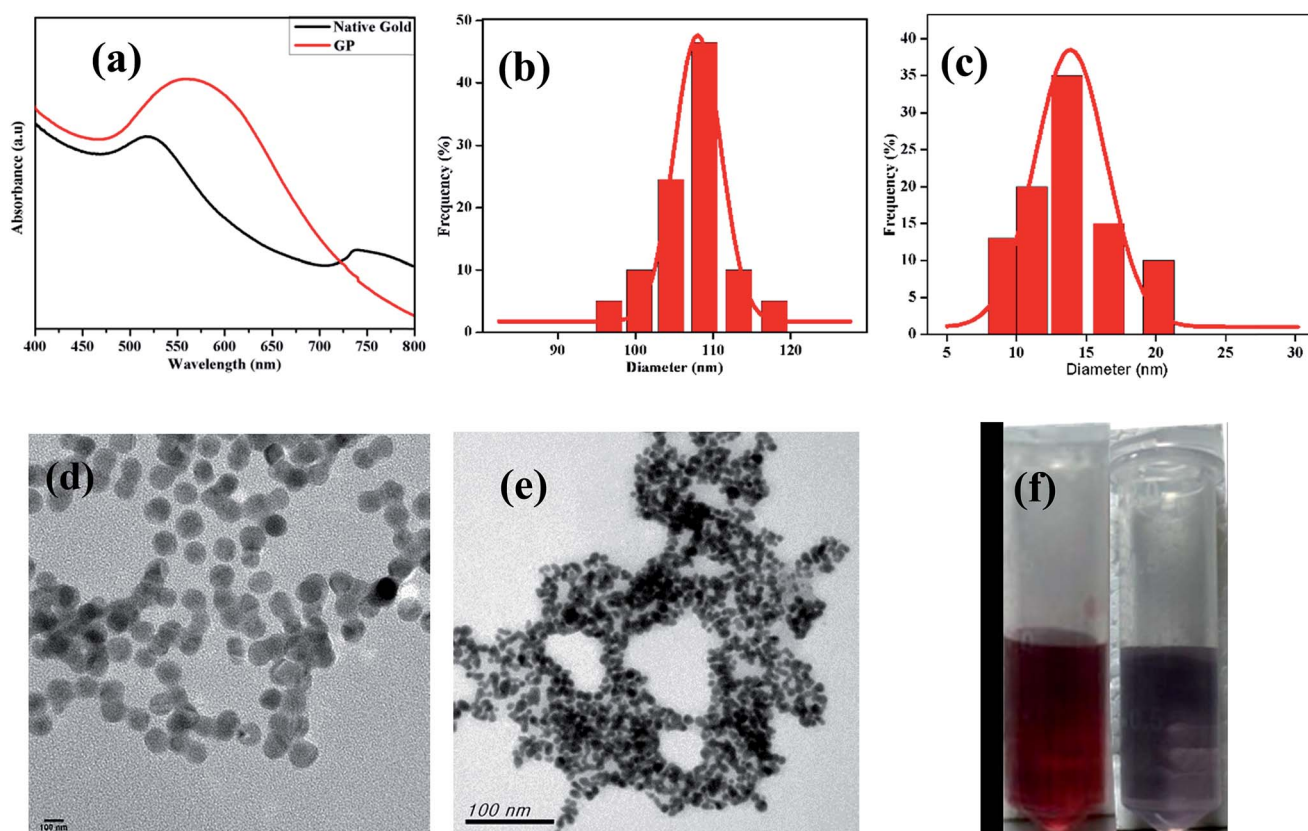 (a)
Native Gold
GP
Absorbance (a.u)
400 450 500 550 600 650 700 750 800
Wavelength (nm)
(b)
Frequency (%)
50
40
30
20
10
0
90 100 110 120
Diameter (nm)
(c)
Frequency (%)
40
35
30
25
20
15
10
5
0
5 10 15 20 25 30
Diameter (nm)
(d)
100 nm
(e)
100 nm
(f)